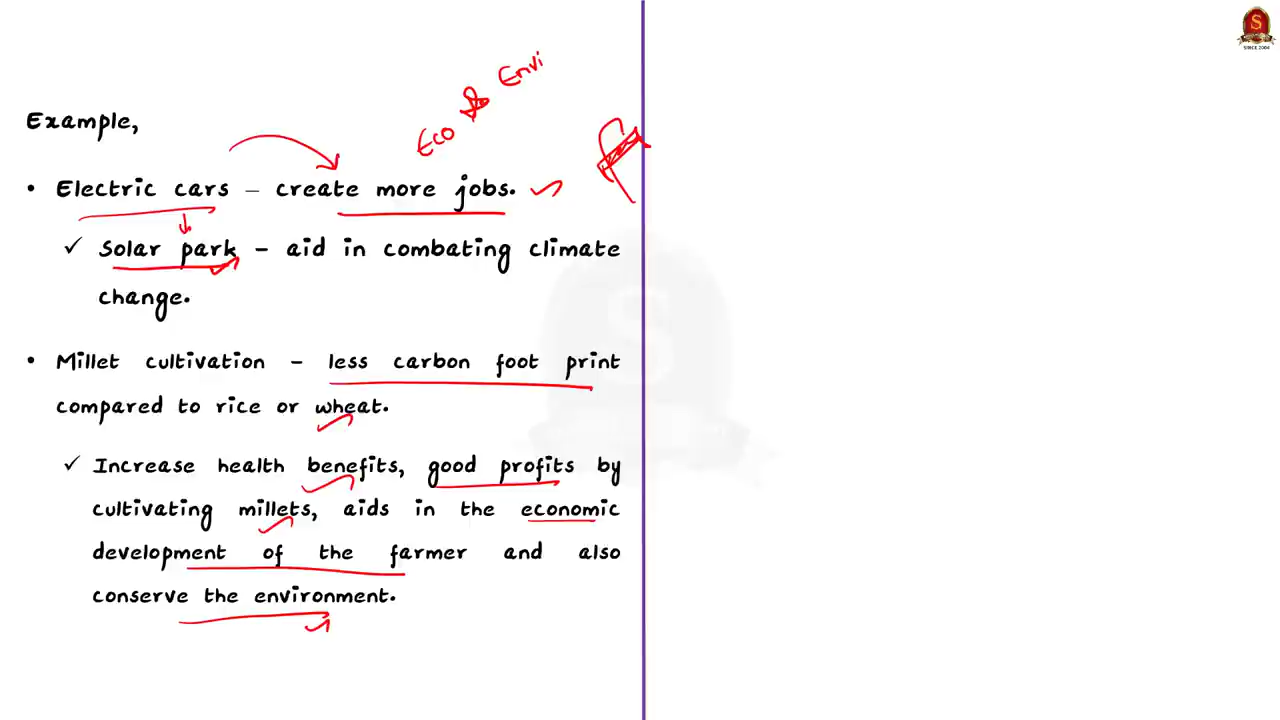 Eco & Envi
Example,
• Electric cars – create more jobs.
✓ Solar park – aid in combating climate
change.
• Millet cultivation – less carbon foot print
compared to rice or wheat.
✓ Increase health benefits, good profits by
cultivating millets, aids in the economic
development of the farmer and also
conserve the environment.
S
SINCE 2004